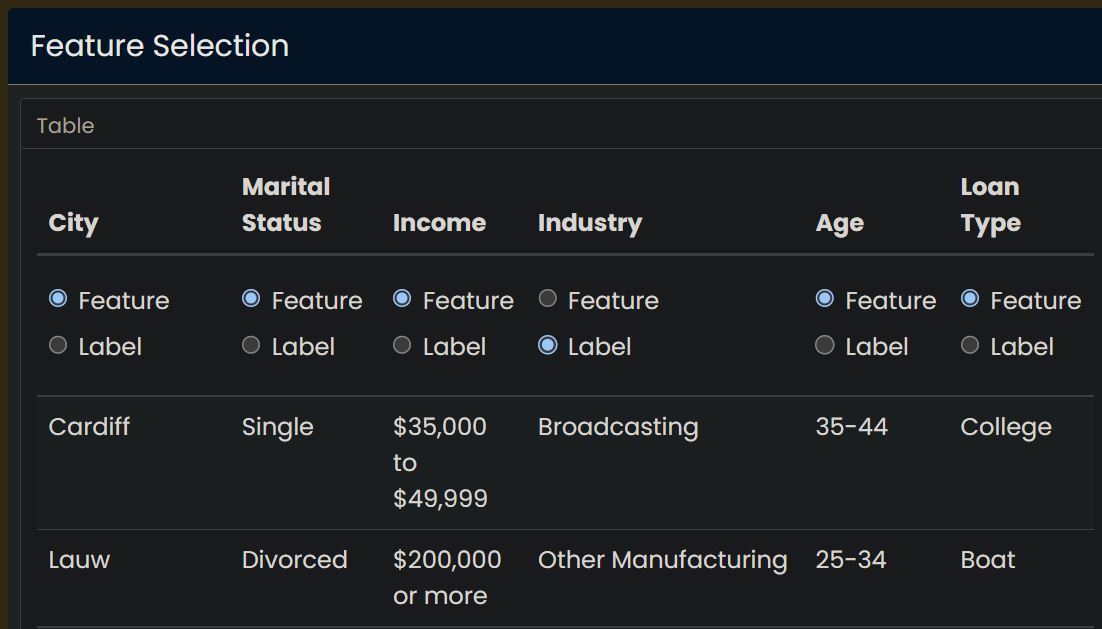 Feature Selection
Table
City Marital Status Income Industry Age Loan Type
Feature Feature Feature Feature Feature Feature
Label Label Label Label Label Label
Cardiff Single $35,000 to $49,999 Broadcasting 35-44 College
Lauw Divorced $200,000 or more Other Manufacturing 25-34 Boat